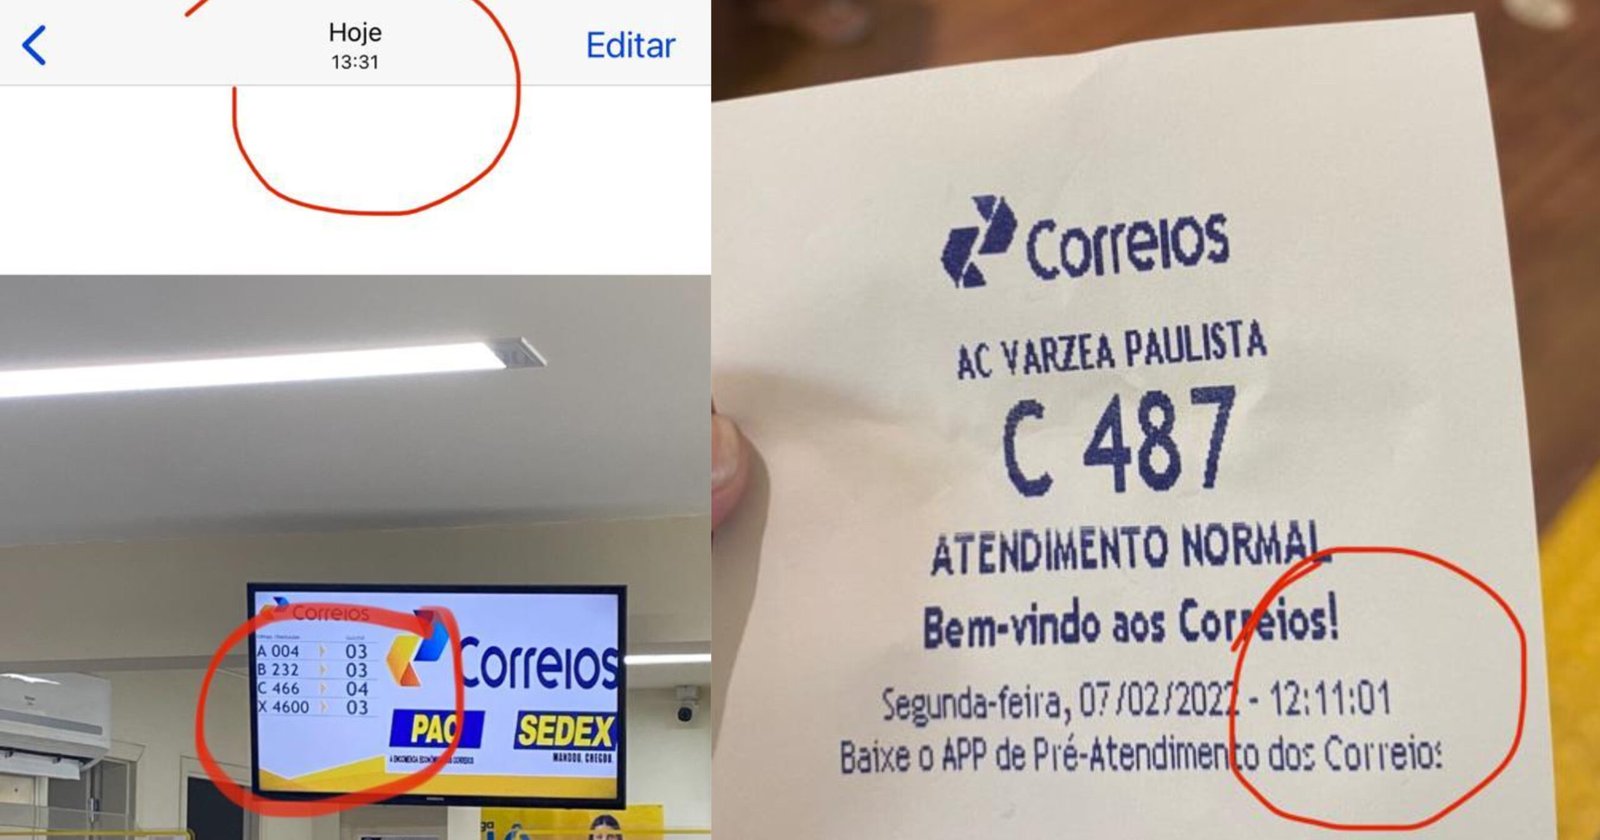 Hoje
13:31
Editar
Correios
A 004 03
B 232 03
C 466 04
X 4600 03
Correios
PAC
SEDEX
MANDOU, CHEGOU.
Correios
AC VARZEA PAULISTA
C 487
ATENDIMENTO NORMAL
Bem-vindo aos Correios!
Segunda-feira, 07/02/2022 - 12:11:01
Baixe o APP de Pré-Atendimento dos Correios